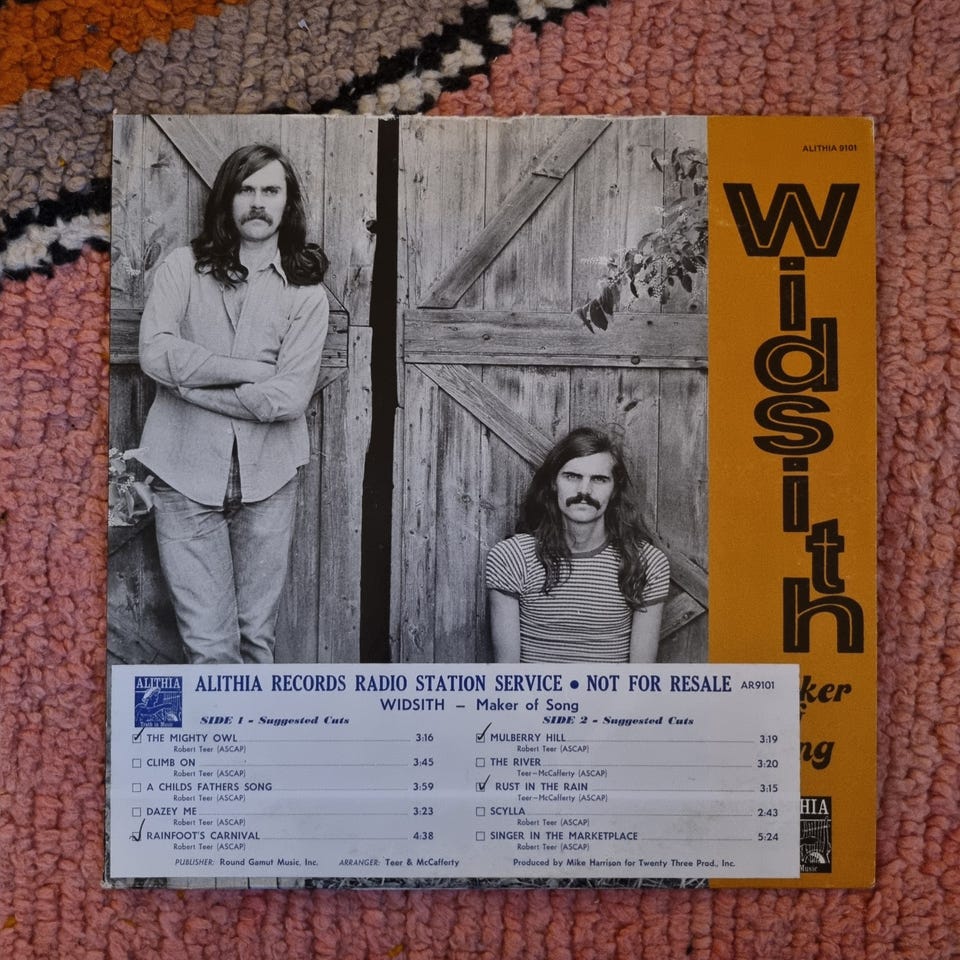 ALITHIA 9101
Widsith
ker
ng
ALITHIA
Truth in Music
ALITHIA RECORDS RADIO STATION SERVICE • NOT FOR RESALE AR9101
WIDSITH – Maker of Song
SIDE 1 - Suggested Cuts
THE MIGHTY OWL 3:16
Robert Teer (ASCAP)
CLIMB ON 3:45
Robert Teer (ASCAP)
A CHILDS FATHERS SONG 3:59
Robert Teer (ASCAP)
DAZEY ME 3:23
Robert Teer (ASCAP)
RAINFOOT'S CARNIVAL 4:38
Robert Teer (ASCAP)
SIDE 2 - Suggested Cuts
MULBERRY HILL 3:19
Robert Teer (ASCAP)
THE RIVER 3:20
Teer–McCafferty (ASCAP)
RUST IN THE RAIN 3:15
Teer–McCafferty (ASCAP)
SCYLLA 2:43
Robert Teer (ASCAP)
SINGER IN THE MARKETPLACE 5:24
Robert Teer (ASCAP)
PUBLISHER: Round Gamut Music, Inc. ARRANGER: Teer & McCafferty Produced by Mike Harrison for Twenty Three Prod., Inc.
HIA
Music